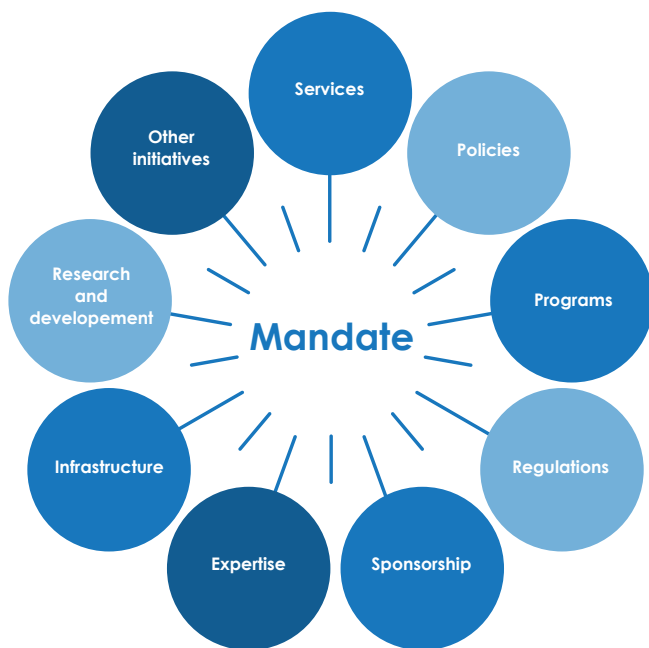 Services
Policies
Programs
Regulations
Sponsorship
Expertise
Infrastructure
Research
and
developement
Other
initiatives
Mandate